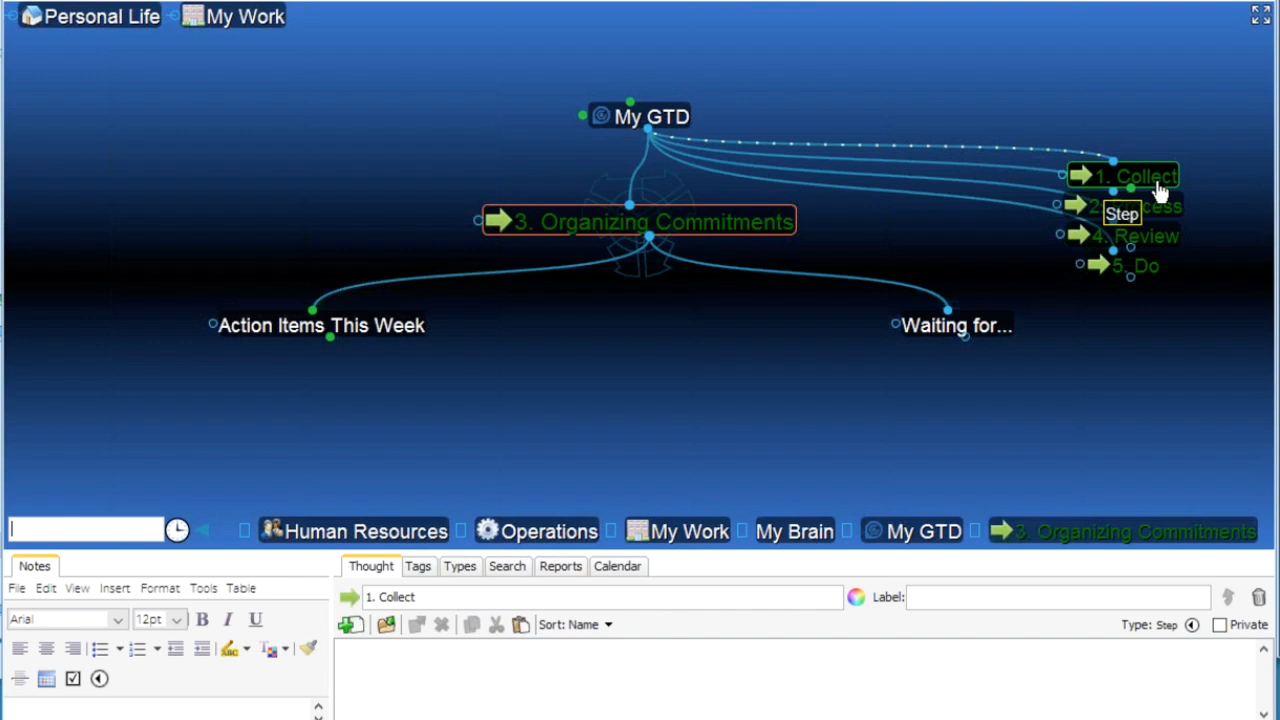 Personal Life
My Work
My GTD
1. Collect
3. Organizing Commitments
Step
4. Review
5. Do
Action Items This Week
Waiting for...
Human Resources
Operations
My Work
My Brain
My GTD
3. Organizing Commitments
Notes
Thought Tags Types Search Reports Calendar
File Edit View Insert Format Tools Table
1. Collect
Label:
Arial 12pt B I U
Sort: Name
Type: Step
Private
ABC